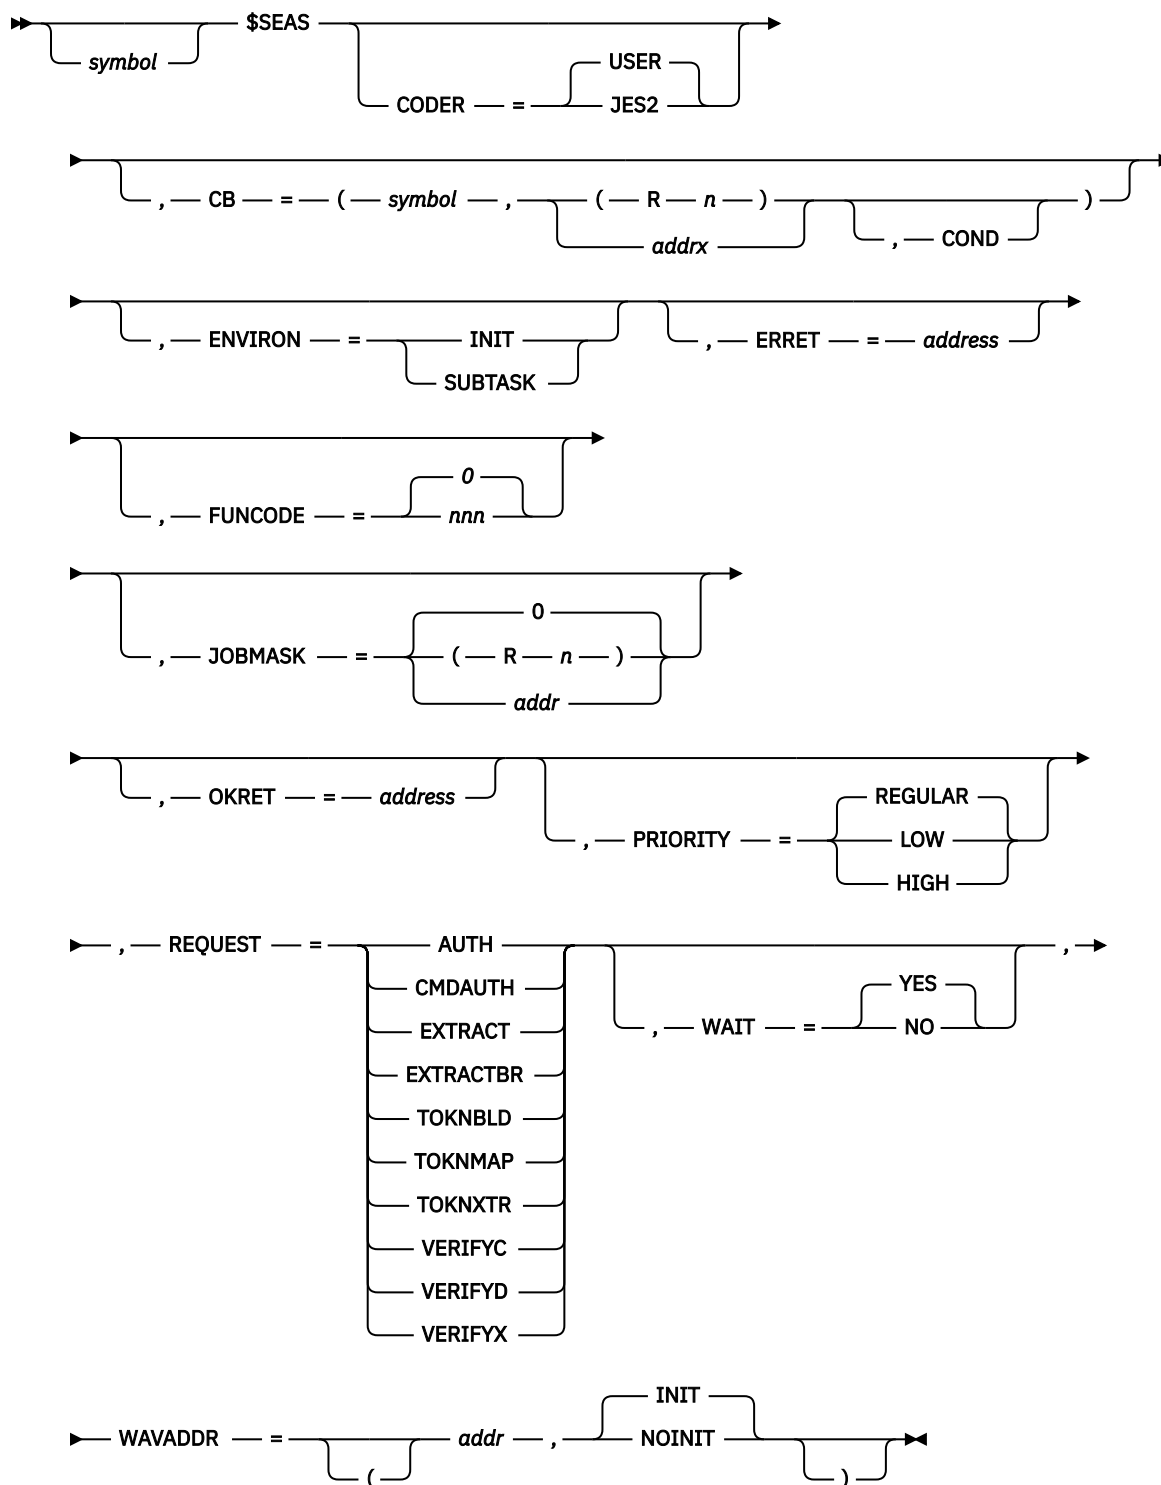 $SEAS
symbol
USER
CODER = JES2
, CB = ( symbol , ( R n ) )
addrx , COND
, ENVIRON = INIT , ERRET = address
SUBTASK
0
, FUNCODE = nnn
0
, JOBMASK = ( R n )
addr
, OKRET = address REGULAR
, PRIORITY = LOW
HIGH
, REQUEST = AUTH ,
CMDAUTH YES
EXTRACT , WAIT = NO
EXTRACTBR
TOKNBLD
TOKNMAP
TOKNXTR
VERIFYC
VERIFYD
VERIFYX
INIT
WAVADDR = addr , NOINIT
( )